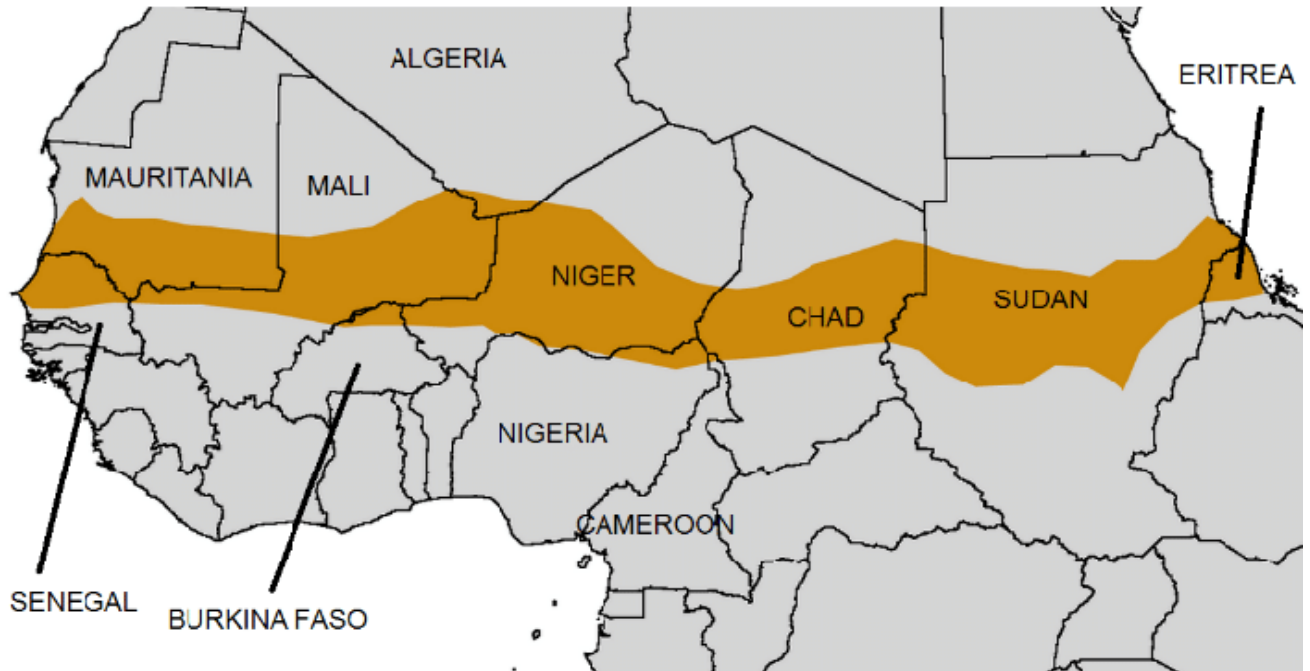 ALGERIA
ERITREA
MAURITANIA
MALI
NIGER
SUDAN
CHAD
NIGERIA
CAMEROON
SENEGAL
BURKINA FASO